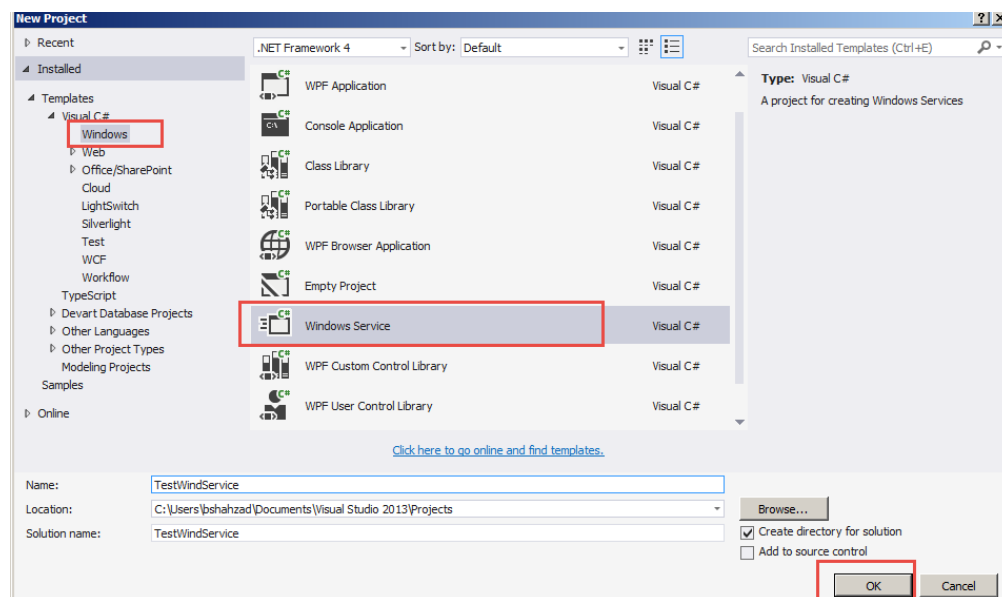 New Project
Recent
Installed
Templates
Visual C#
Windows
Web
Office/SharePoint
Cloud
LightSwitch
Silverlight
Test
WCF
Workflow
TypeScript
Devart Database Projects
Other Languages
Other Project Types
Modeling Projects
Samples
Online
.NET Framework 4 Sort by: Default
WPF Application Visual C#
Console Application Visual C#
Class Library Visual C#
Portable Class Library Visual C#
WPF Browser Application Visual C#
Empty Project Visual C#
Windows Service Visual C#
WPF Custom Control Library Visual C#
WPF User Control Library Visual C#
Click here to go online and find templates.
Search Installed Templates (Ctrl+E)
Type: Visual C#
A project for creating Windows Services
Name: TestWindService
Location: C:\Users\bshahzad\Documents\Visual Studio 2013\Projects
Solution name: TestWindService
Browse...
Create directory for solution
Add to source control
OK Cancel